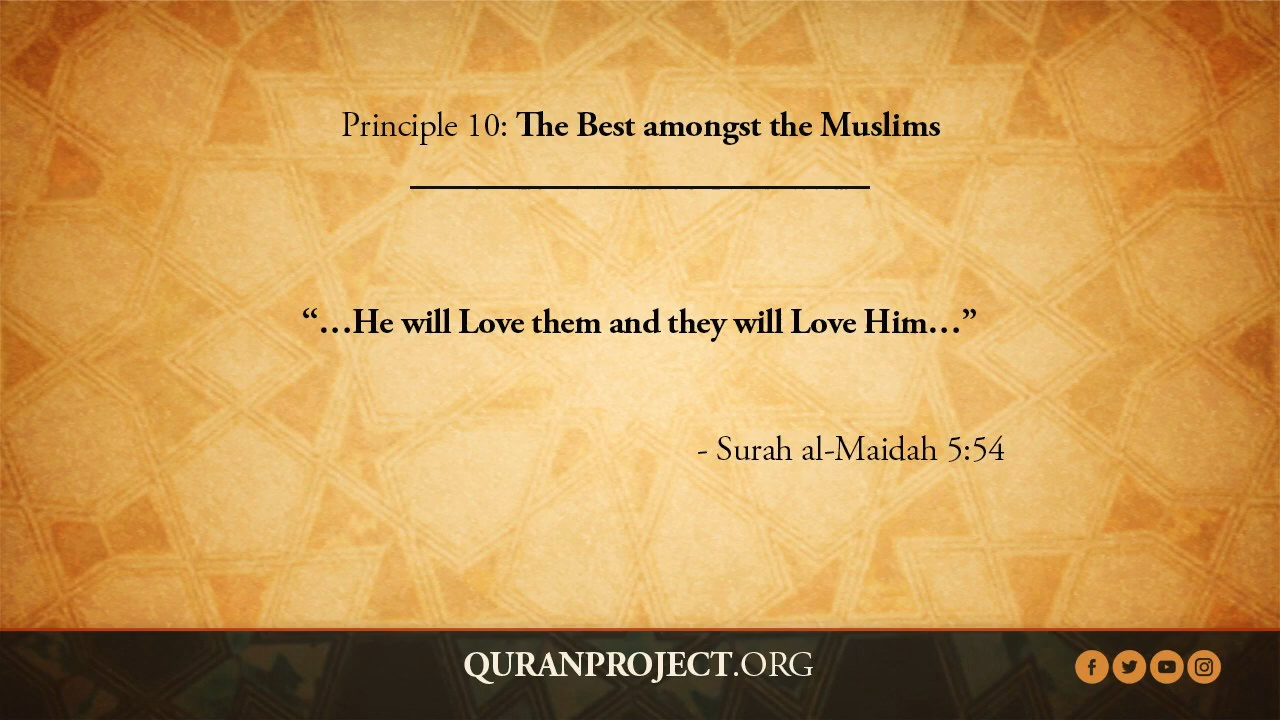 Principle 10: The Best amongst the Muslims
“…He will Love them and they will Love Him…”
- Surah al-Maidah 5:54
QURANPROJECT.ORG